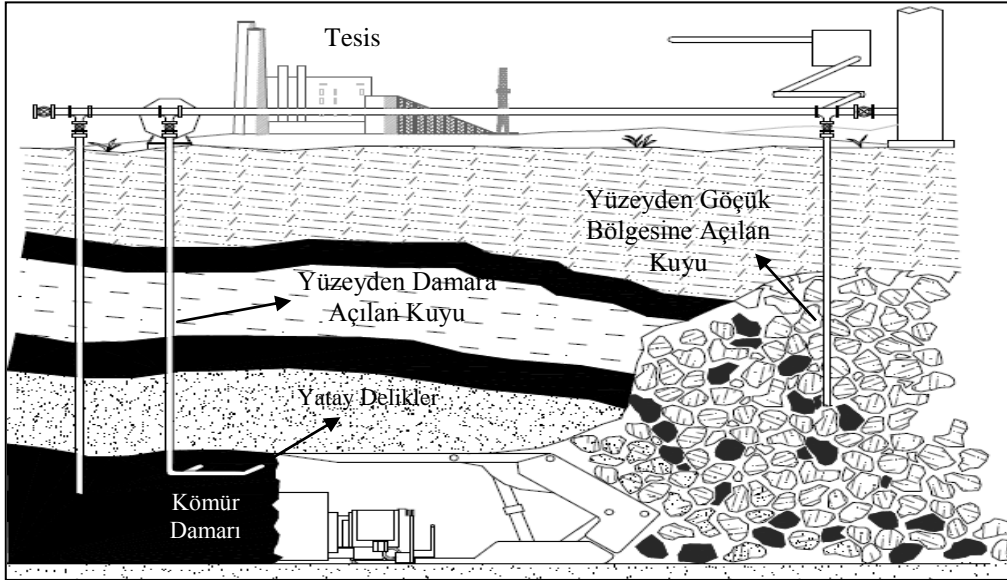 Tesis
Yüzeyden Göçük
Bölgesine Açılan
Kuyu
Yüzeyden Damara
Açılan Kuyu
Yatay Delikler
Kömür
Damarı